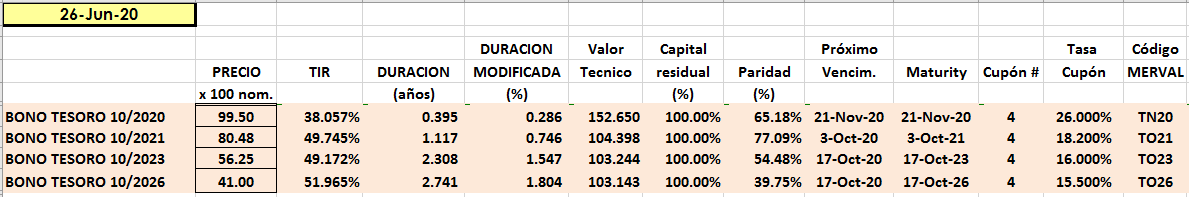 26-Jun-20
DURACION Valor Capital Próximo Tasa Código
PRECIO TIR DURACION MODIFICADA Tecnico residual Paridad Vencim. Maturity Cupón # Cupón MERVAL
x 100 nom. (años) (%) (%) (%)
BONO TESORO 10/2020 99.50 38.057% 0.395 0.286 152.650 100.00% 65.18% 21-Nov-20 21-Nov-20 4 26.000% TN20
BONO TESORO 10/2021 80.48 49.745% 1.117 0.746 104.398 100.00% 77.09% 3-Oct-20 3-Oct-21 4 18.200% TO21
BONO TESORO 10/2023 56.25 49.172% 2.308 1.547 103.244 100.00% 54.48% 17-Oct-20 17-Oct-23 4 16.000% TO23
BONO TESORO 10/2026 41.00 51.965% 2.741 1.804 103.143 100.00% 39.75% 17-Oct-20 17-Oct-26 4 15.500% TO26